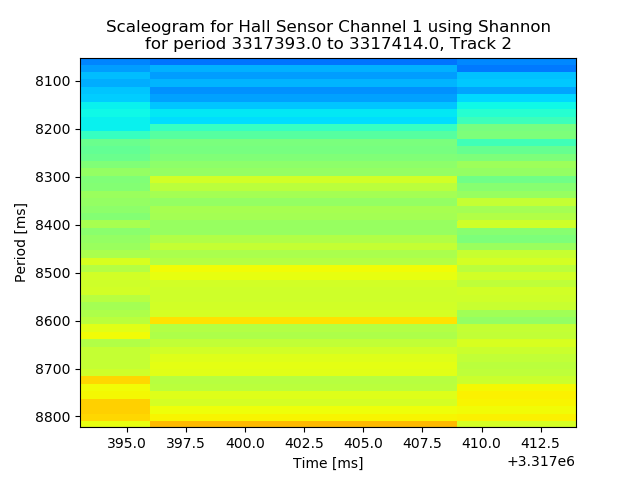 Scaleogram for Hall Sensor Channel 1 using Shannon
for period 3317393.0 to 3317414.0, Track 2
8100
8200
8300
8400
8500
8600
8700
8800
Period [ms]
395.0 397.5 400.0 402.5 405.0 407.5 410.0 412.5
Time [ms]
+3.317e6